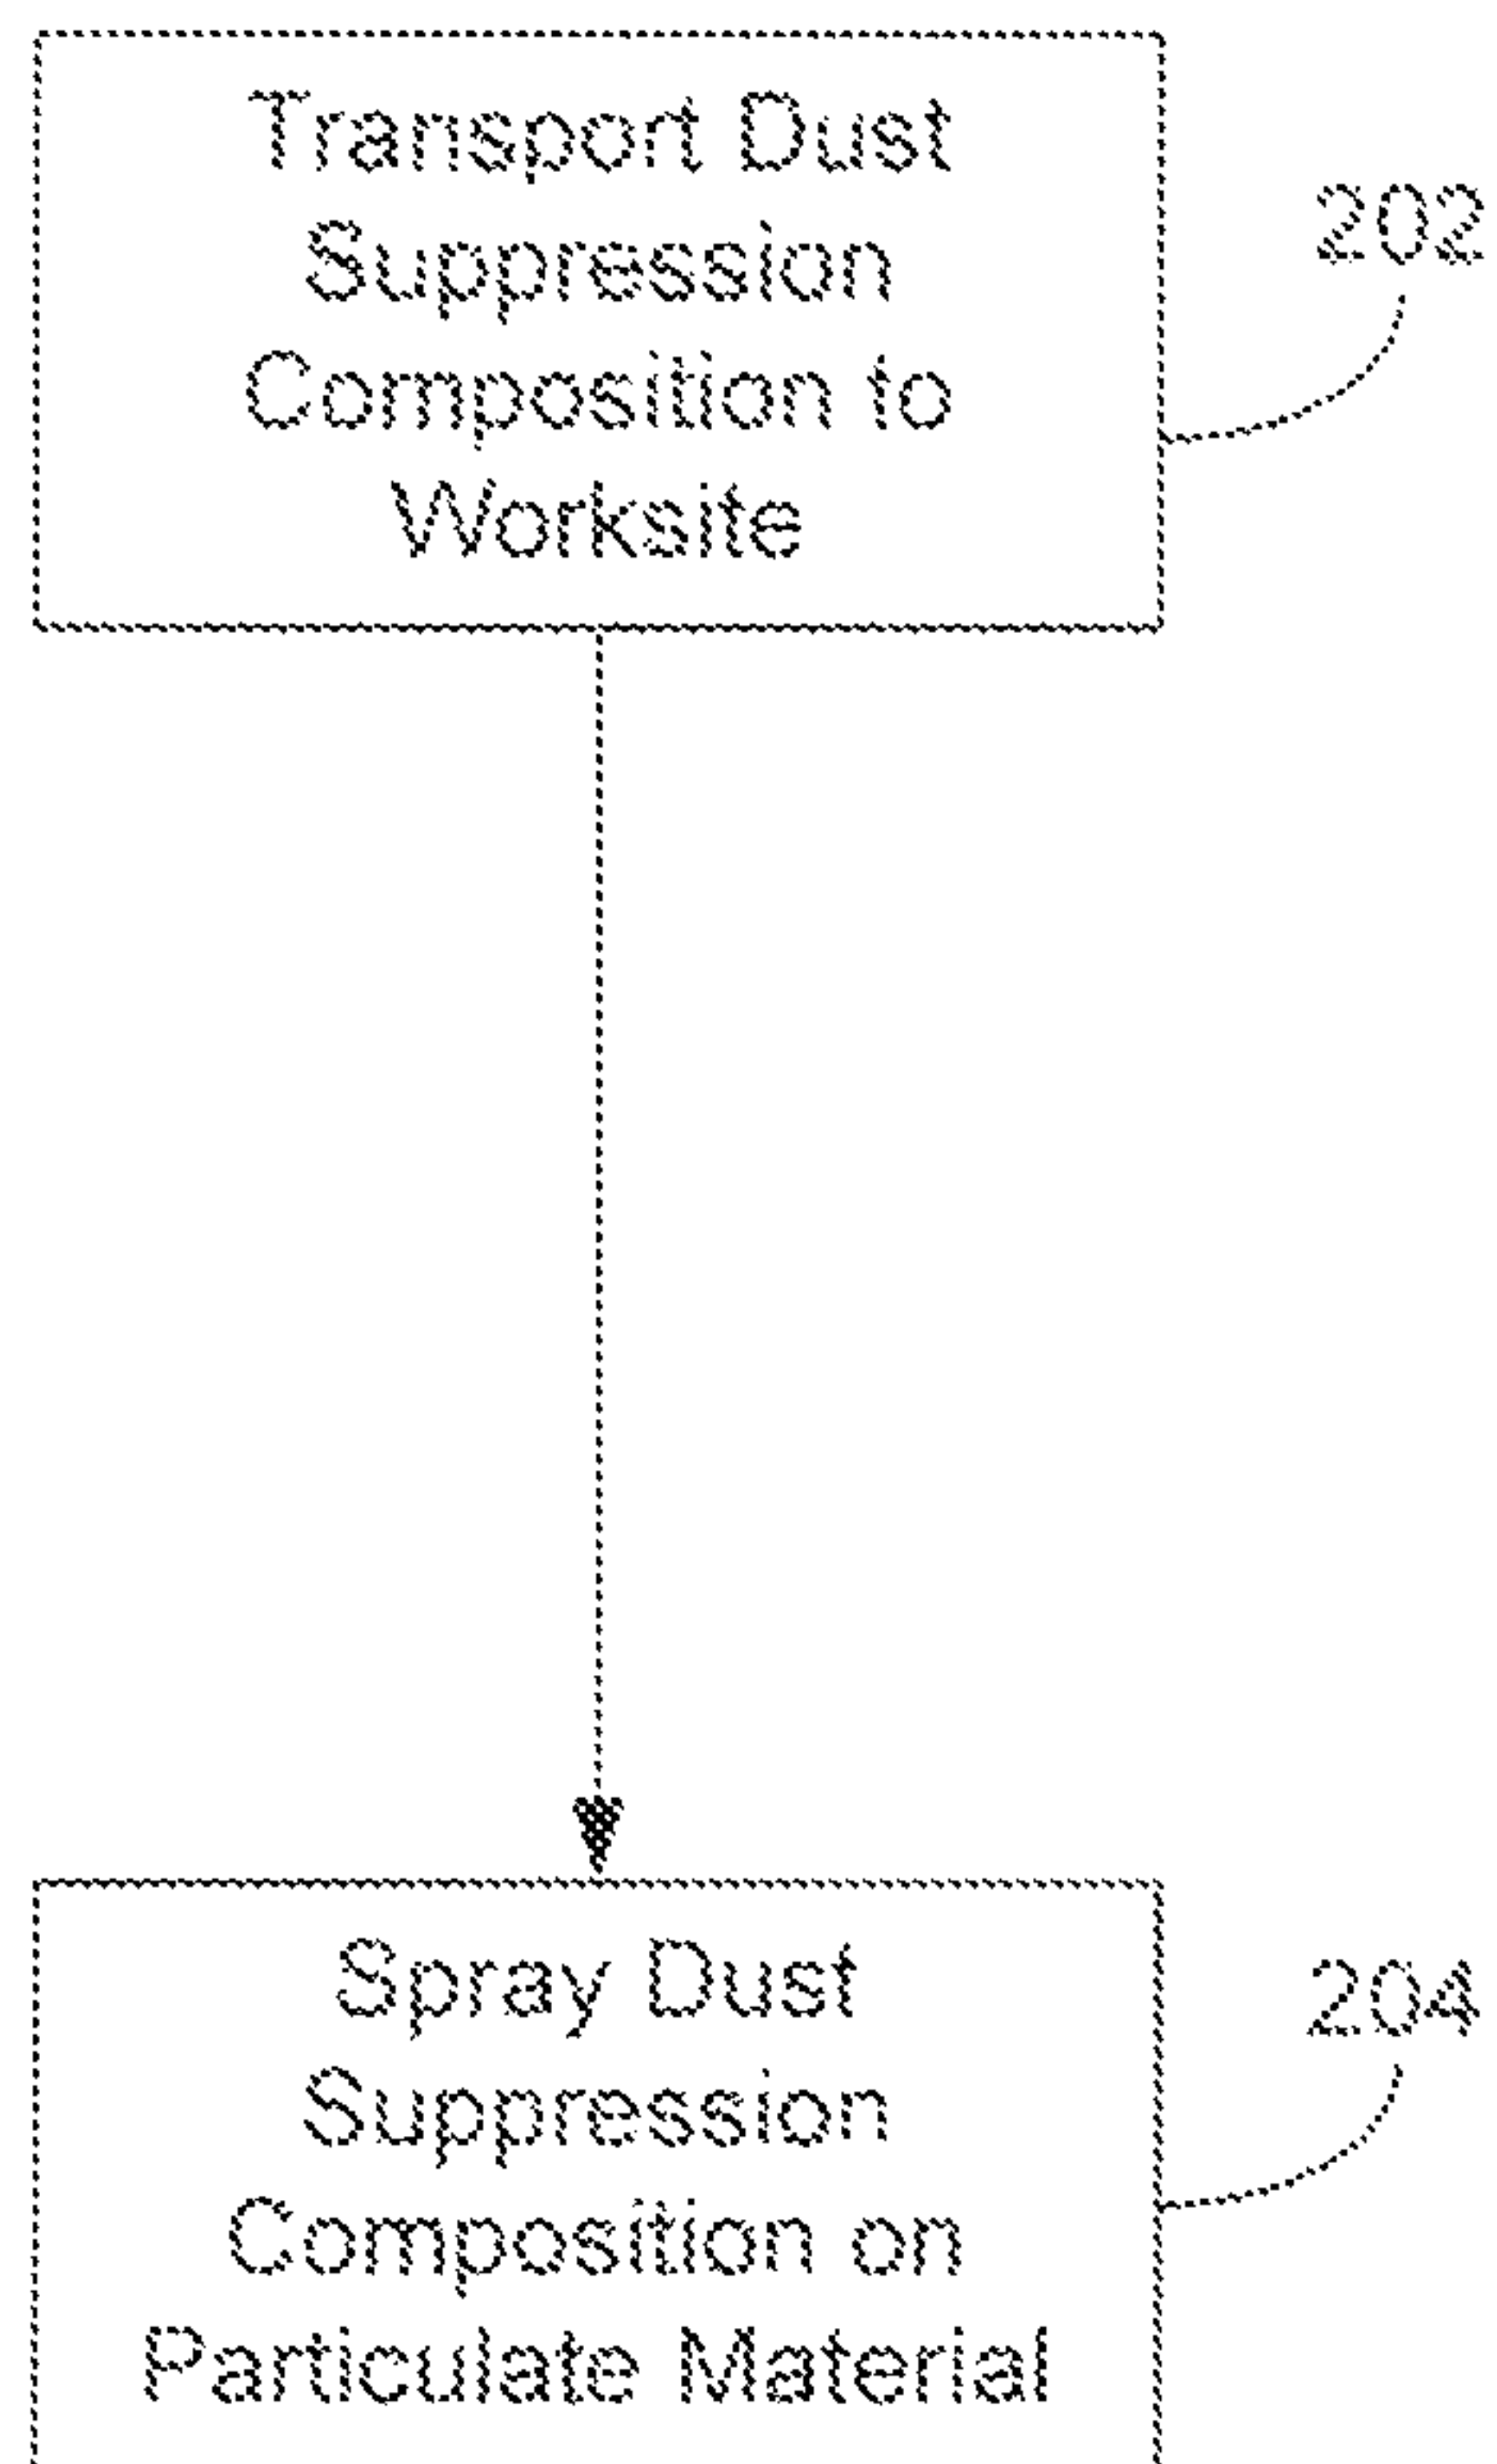 Transport Dust
Suppression
Composition to
Worksite
202
Spray Dust
Suppression
Composition on
Particulate Material
204